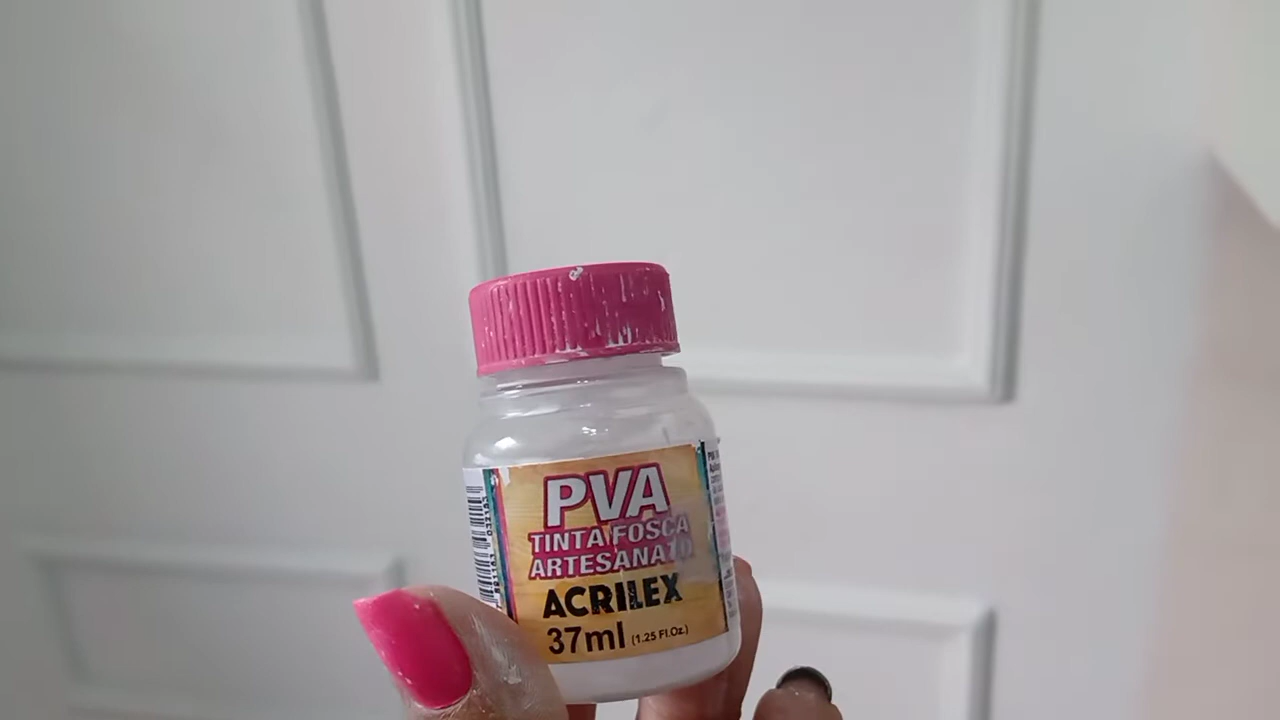 PVA
TINTA FOSCA
ARTESANATO
ACRILEX
37ml (1.25 Fl.Oz.)